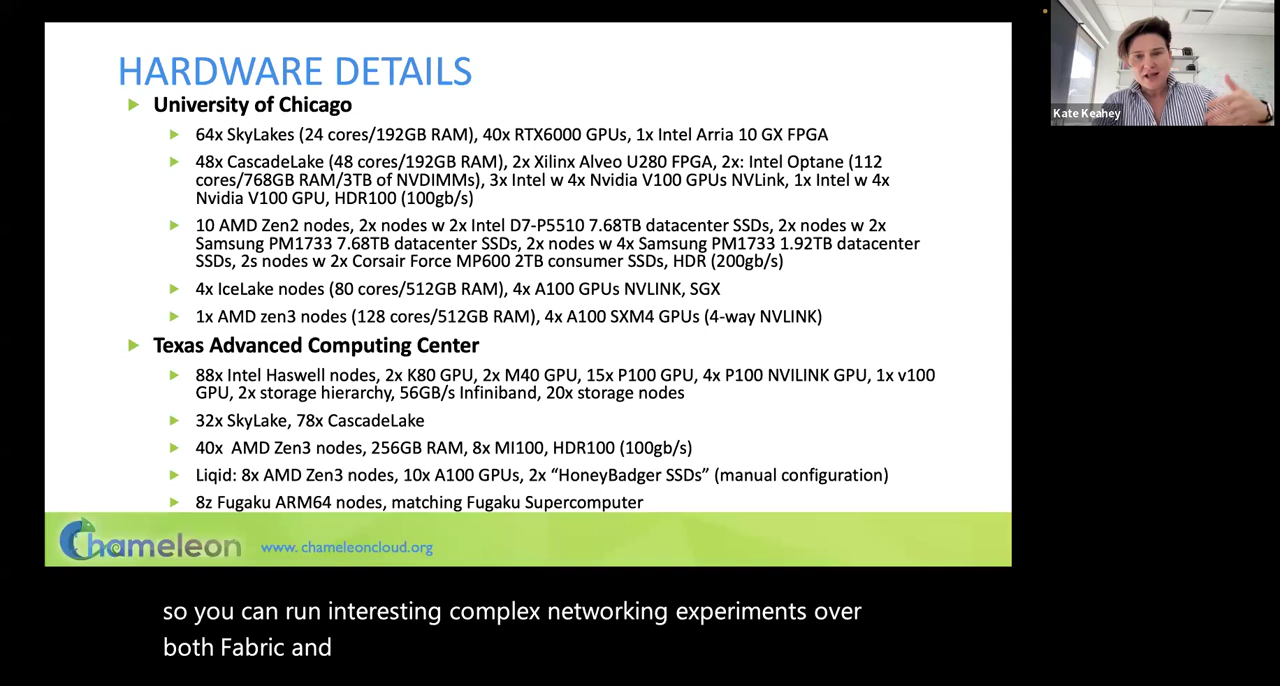 HARDWARE DETAILS
University of Chicago
64x SkyLakes (24 cores/192GB RAM), 40x RTX6000 GPUs, 1x Intel Arria 10 GX FPGA
48x CascadeLake (48 cores/192GB RAM), 2x Xilinx Alveo U280 FPGA, 2x: Intel Optane (112
cores/768GB RAM/3TB of NVDIMMs), 3x Intel w 4x Nvidia V100 GPUs NVLink, 1x Intel w 4x
Nvidia V100 GPU, HDR100 (100gb/s)
10 AMD Zen2 nodes, 2x nodes w 2x Intel D7-P5510 7.68TB datacenter SSDs, 2x nodes w 2x
Samsung PM1733 7.68TB datacenter SSDs, 2x nodes w 4x Samsung PM1733 1.92TB datacenter
SSDs, 2s nodes w 2x Corsair Force MP600 2TB consumer SSDs, HDR (200gb/s)
4x IceLake nodes (80 cores/512GB RAM), 4x A100 GPUs NVLINK, SGX
1x AMD zen3 nodes (128 cores/512GB RAM), 4x A100 SXM4 GPUs (4-way NVLINK)
Texas Advanced Computing Center
88x Intel Haswell nodes, 2x K80 GPU, 2x M40 GPU, 15x P100 GPU, 4x P100 NVILINK GPU, 1x v100
GPU, 2x storage hierarchy, 56GB/s Infiniband, 20x storage nodes
32x SkyLake, 78x CascadeLake
40x  AMD Zen3 nodes, 256GB RAM, 8x MI100, HDR100 (100gb/s)
Liqid: 8x AMD Zen3 nodes, 10x A100 GPUs, 2x “HoneyBadger SSDs” (manual configuration)
8z Fugaku ARM64 nodes, matching Fugaku Supercomputer
Chameleon
www. chameleoncloud.org
Kate Keahey
so you can run interesting complex networking experiments over
both Fabric and